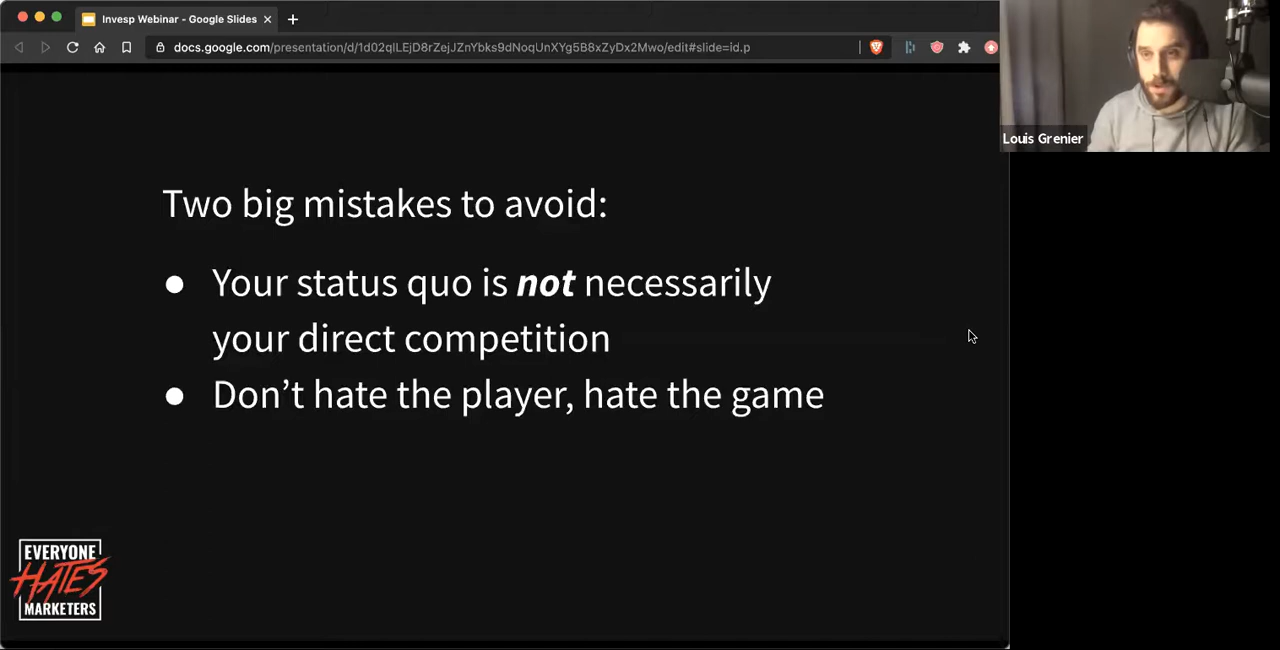 Invesp Webinar - Google Slides
docs.google.com/presentation/d/1d02qlLEjD8rZejJZnYbks9dNoqUnXYg5B8xZyDx2Mwo/edit#slide=id.p
Louis Grenier
Two big mistakes to avoid:
● Your status quo is not necessarily
your direct competition
● Don’t hate the player, hate the game
EVERYONE
HATES
MARKETERS